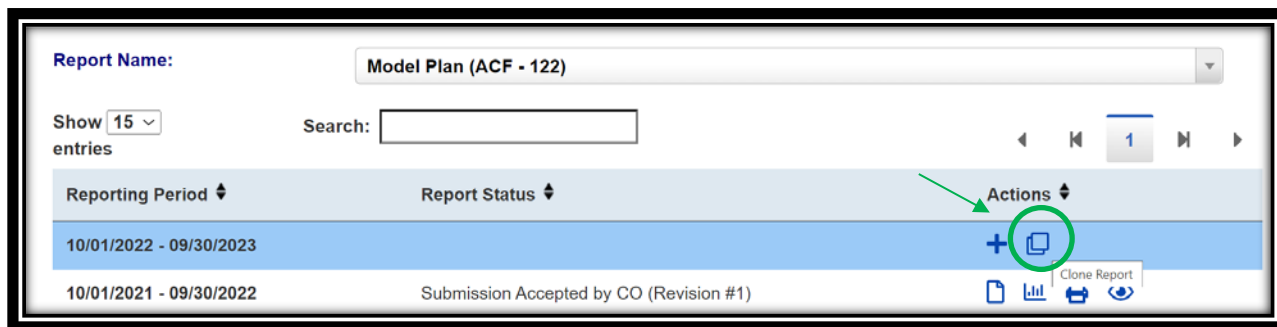 Report Name:
Model Plan (ACF - 122)
Show 15 entries
Search:
1
Reporting Period
Report Status
Actions
10/01/2022 - 09/30/2023
Clone Report
10/01/2021 - 09/30/2022
Submission Accepted by CO (Revision #1)